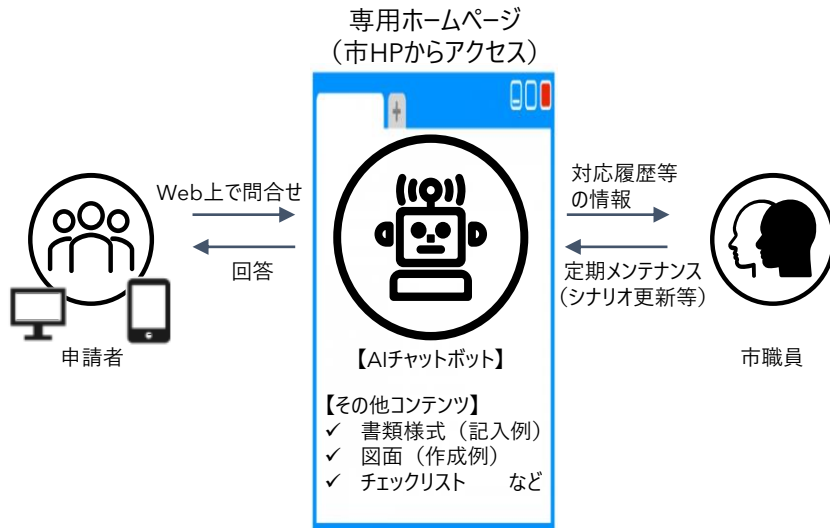 専用ホームページ
（市HPからアクセス）
Web上で問合せ
回答
申請者
【AIチャットボット】
【その他コンテンツ】
✓ 書類様式（記入例）
✓ 図面（作成例）
✓ チェックリスト　　など
対応履歴等
の情報
定期メンテナンス
（シナリオ更新等）
市職員